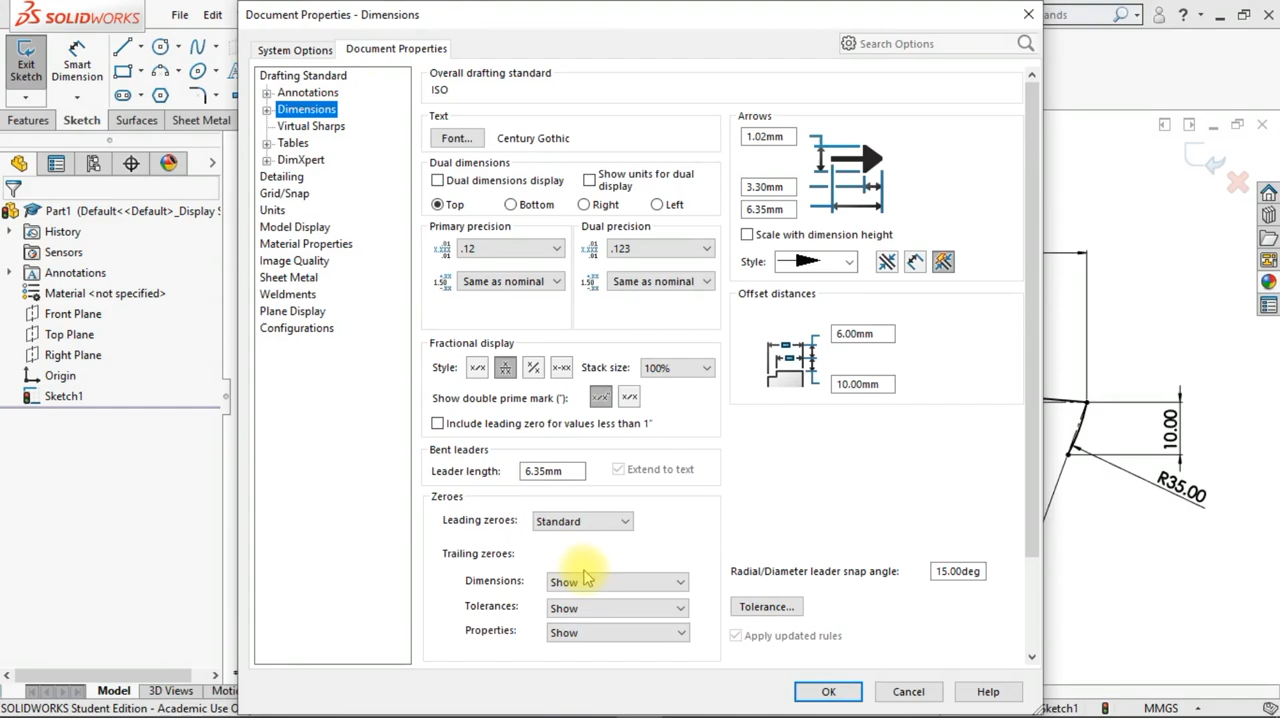 SOLIDWORKS File Edit
Document Properties - Dimensions
ands
?
Exit
Sketch
Smart
Dimension
System Options Document Properties
Search Options
Features Sketch Surfaces Sheet Metal
Part1 (Default<<Default>_Display S
History
Sensors
Annotations
Material <not specified>
Front Plane
Top Plane
Right Plane
Origin
Sketch1
Drafting Standard
Annotations
Dimensions
Virtual Sharps
Tables
DimXpert
Detailing
Grid/Snap
Units
Model Display
Material Properties
Image Quality
Sheet Metal
Weldments
Plane Display
Configurations
Overall drafting standard
ISO
Text
Font... Century Gothic
Dual dimensions
Dual dimensions display Show units for dual
display
Top Bottom Right Left
Primary precision Dual precision
.12 .123
Same as nominal Same as nominal
Fractional display
Style: Stack size: 100%
Show double prime mark ("):
Include leading zero for values less than 1"
Bent leaders
Leader length: 6.35mm Extend to text
Zeroes
Leading zeroes: Standard
Trailing zeroes:
Dimensions: Show
Tolerances: Show
Properties: Show
Arrows
1.02mm
3.30mm
6.35mm
Scale with dimension height
Style:
Offset distances
6.00mm
10.00mm
Radial/Diameter leader snap angle: 15.00deg
Tolerance...
Apply updated rules
OK Cancel Help
10.00
R35.00
Model 3D Views Motio
SOLIDWORKS Student Edition - Academic Use O
Sketch1 MMGS